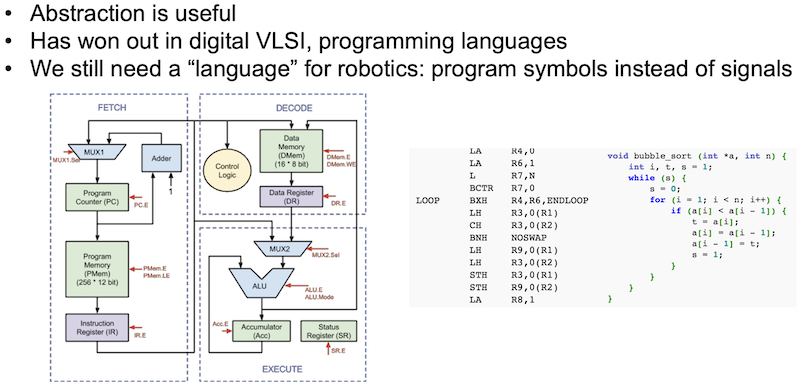 • Abstraction is useful
• Has won out in digital VLSI, programming languages
• We still need a “language” for robotics: program symbols instead of signals
FETCH
MUX1
MUX1.Sel
Adder
1
Program
Counter (PC)
PC.E
Program
Memory
(PMem)
(256 * 12 bit)
PMem.E
PMem.LE
Instruction
Register (IR)
IR.E
DECODE
Control
Logic
Data
Memory
(DMem)
(16 * 8 bit)
DMem.E
DMem.WE
Data Register
(DR)
DR.E
MUX2
MUX2.Sel
ALU
ALU.E
ALU.Mode
Acc.E
Accumulator
(Acc)
Status
Register (SR)
SR.E
EXECUTE
LA R4,0
LA R6,1
L R7,N
BCTR R7,0
LOOP BXH R4,R6,ENDLOOP
LH R3,0(R1)
CH R3,0(R2)
BNH NOSWAP
LH R9,0(R1)
LH R3,0(R2)
STH R3,0(R1)
STH R9,0(R2)
LA R8,1
void bubble_sort (int *a, int n) {
int i, t, s = 1;
while (s) {
s = 0;
for (i = 1; i < n; i++) {
if (a[i] < a[i - 1]) {
t = a[i];
a[i] = a[i - 1];
a[i - 1] = t;
s = 1;
}
}
}
}